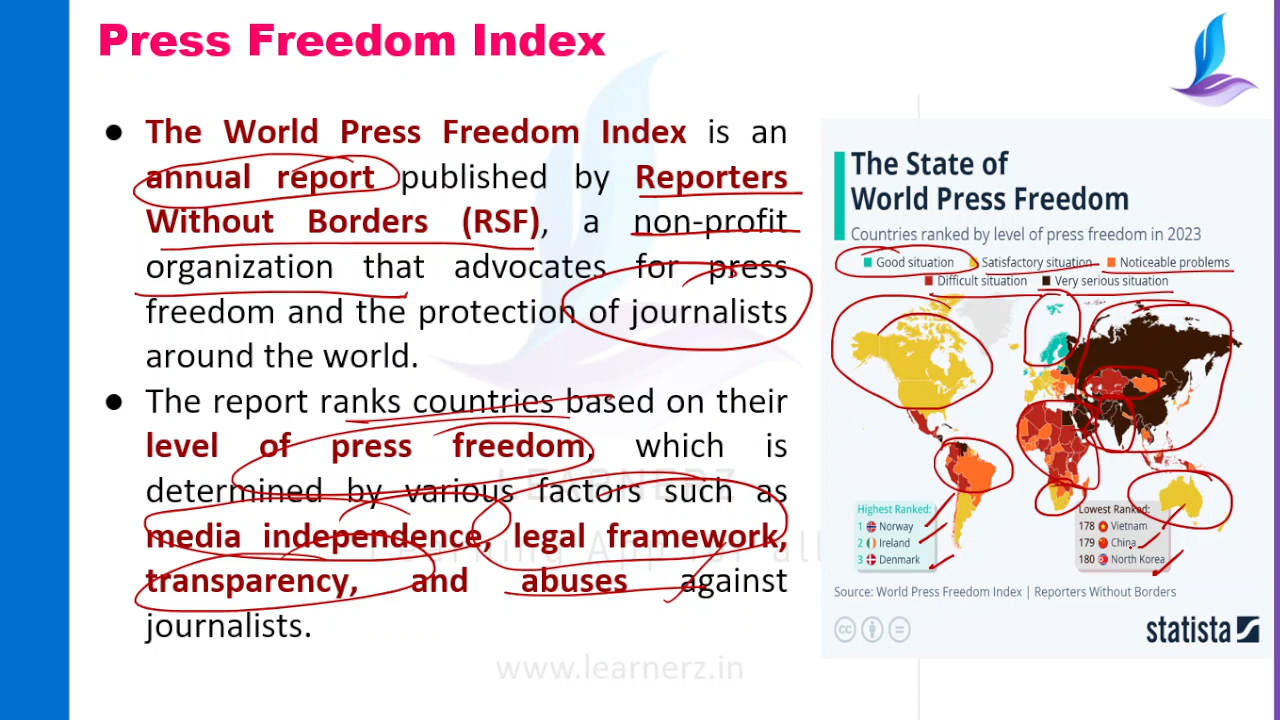 Press Freedom Index
● The World Press Freedom Index is an
annual report published by Reporters
Without Borders (RSF), a non-profit
organization that advocates for press
freedom and the protection of journalists
around the world.
● The report ranks countries based on their
level of press freedom, which is
determined by various factors such as
media independence, legal framework,
transparency, and abuses against
journalists.
The State of
World Press Freedom
Countries ranked by level of press freedom in 2023
Good situation Satisfactory situation Noticeable problems
Difficult situation Very serious situation
Highest Ranked:
1 Norway
2 Ireland
3 Denmark
Lowest Ranked:
178 Vietnam
179 China
180 North Korea
Source: World Press Freedom Index | Reporters Without Borders
statista
LEARNERZ
Learning App for all
www.learnerz.in